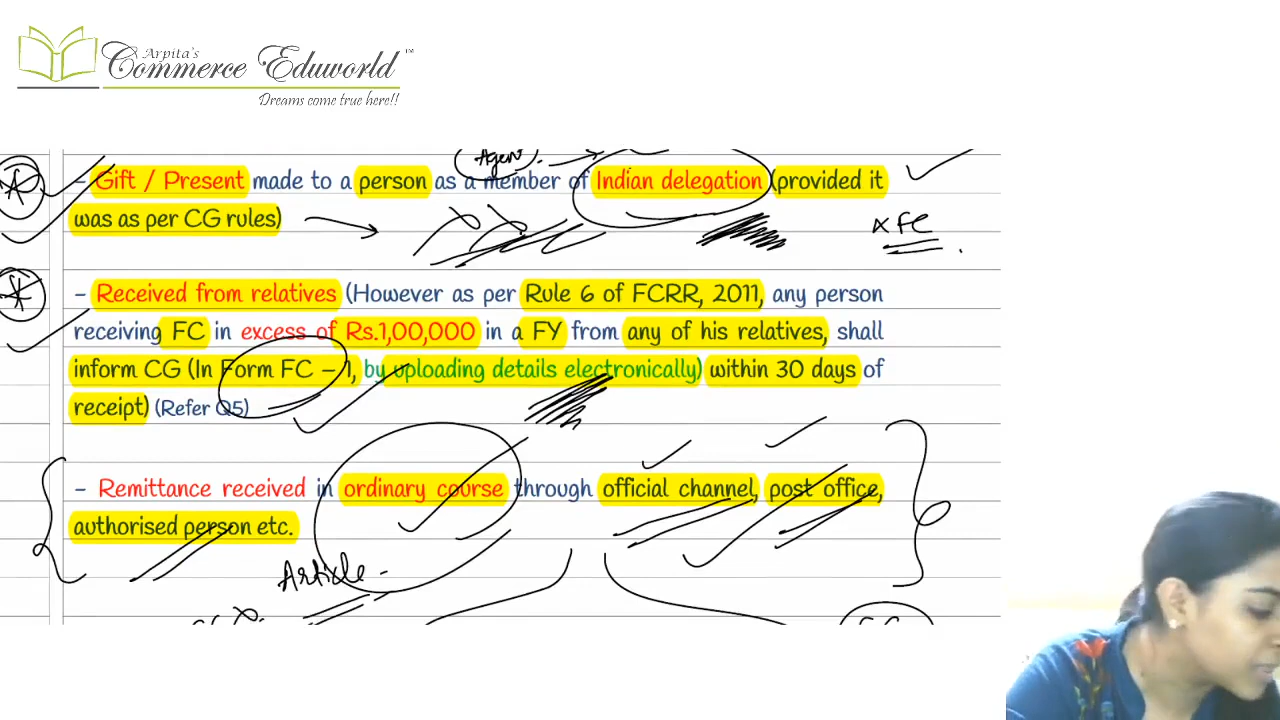 Arpita's
Commerce Eduworld™
Dreams come true here!!
Agent.
- Gift / Present made to a person as a member of Indian delegation (provided it
was as per CG rules)
x FC
- Received from relatives (However as per Rule 6 of FCRR, 2011, any person
receiving FC in excess of Rs.1,00,000 in a FY from any of his relatives, shall
inform CG (In Form FC – 1, by uploading details electronically) within 30 days of
receipt) (Refer Q5)
- Remittance received in ordinary course through official channel, post office,
authorised person etc.
Article -